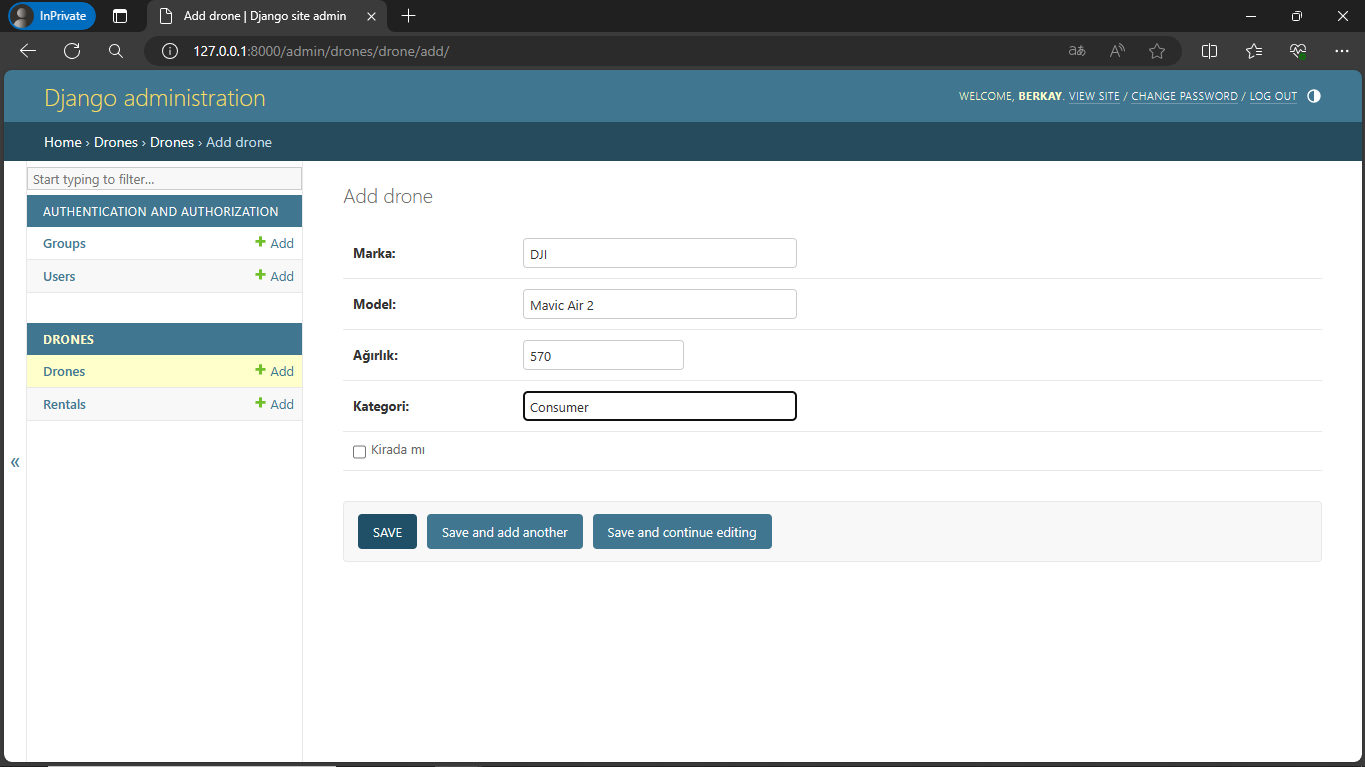 InPrivate
Add drone | Django site admin
127.0.0.1:8000/admin/drones/drone/add/
Django administration
WELCOME, BERKAY. VIEW SITE / CHANGE PASSWORD / LOG OUT
Home › Drones › Drones › Add drone
Start typing to filter...
AUTHENTICATION AND AUTHORIZATION
Groups + Add
Users + Add
DRONES
Drones + Add
Rentals + Add
«
Add drone
Marka: DJI
Model: Mavic Air 2
Ağırlık: 570
Kategori: Consumer
Kirada mı
SAVE Save and add another Save and continue editing